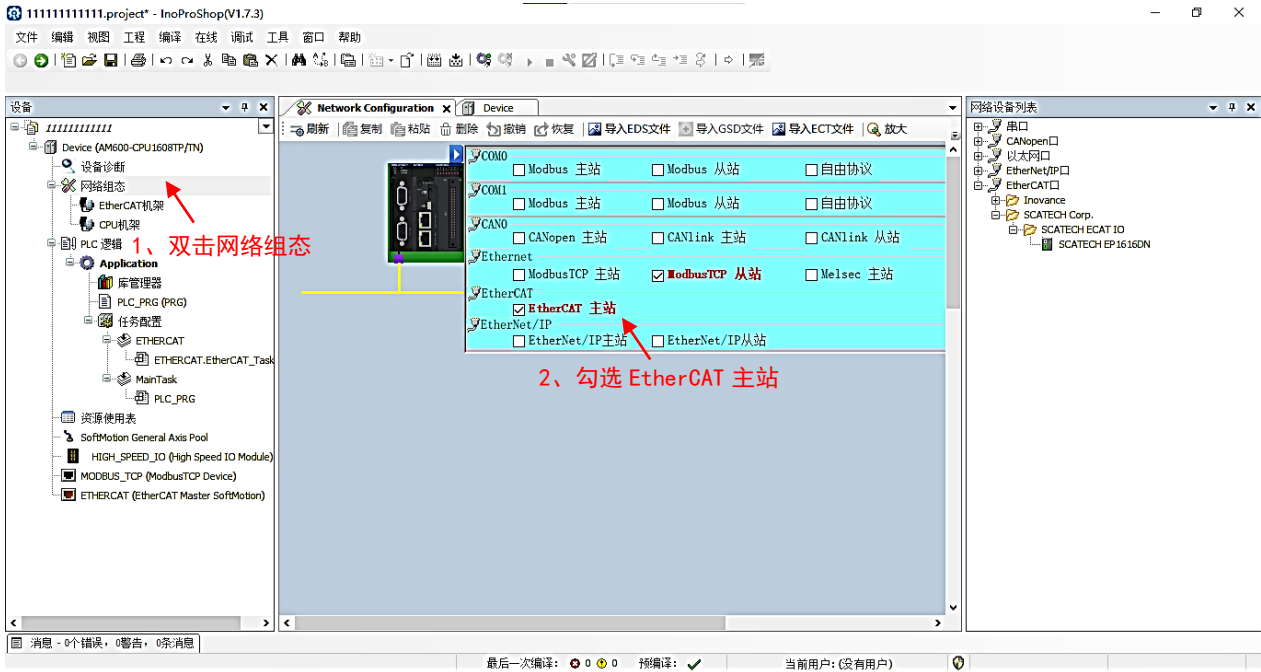 111111111111.project* - InoProShop(V1.7.3)
文件 编辑 视图 工程 编译 在线 调试 工具 窗口 帮助
设备
111111111111
Device (AM600-CPU1608TP/TN)
设备诊断
网络组态
EtherCAT机架
CPU机架
PLC 逻辑
Application
库管理器
PLC_PRG (PRG)
任务配置
ETHERCAT
ETHERCAT.EtherCAT_Task
MainTask
PLC_PRG
资源使用表
SoftMotion General Axis Pool
HIGH_SPEED_IO (High Speed IO Module)
MODBUS_TCP (ModbusTCP Device)
ETHERCAT (EtherCAT Master SoftMotion)
1、双击网络组态
Network Configuration Device
刷新 复制 粘贴 删除 撤销 恢复 导入EDS文件 导入GSD文件 导入ECT文件 放大
COM0
Modbus 主站 Modbus 从站 自由协议
COM1
Modbus 主站 Modbus 从站 自由协议
CAN0
CANopen 主站 CANlink 主站 CANlink 从站
Ethernet
ModbusTCP 主站 ModbusTCP 从站 Melsec 主站
EtherCAT
EtherCAT 主站
EtherNet/IP
EtherNet/IP主站 EtherNet/IP从站
2、勾选 EtherCAT 主站
网络设备列表
串口
CANopen口
以太网口
EtherNet/IP口
EtherCAT口
Inovance
SCATECH Corp.
SCATECH ECAT IO
SCATECH EP1616DN
消息 - 0个错误，0警告，0条消息
最后一次编译： 0 0 预编译： 当前用户: (没有用户)